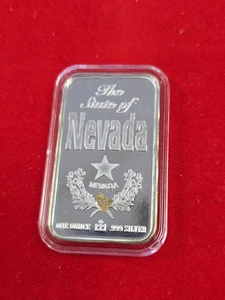 The
State of
Nevada
NEVADA
ONE OUNCE .999 SILVER